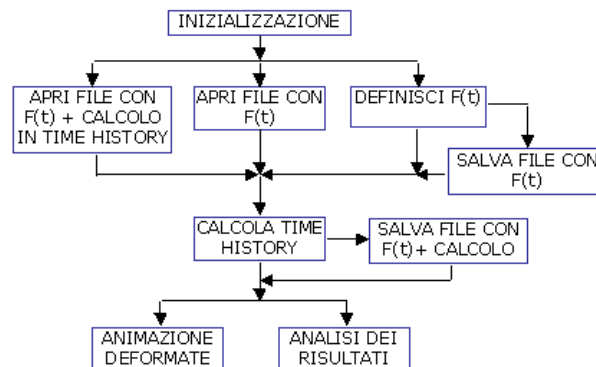 INIZIALIZZAZIONE
APRI FILE CON
F(t) + CALCOLO
IN TIME HISTORY
APRI FILE CON
F(t)
DEFINISCI F(t)
SALVA FILE CON
F(t)
CALCOLA TIME
HISTORY
SALVA FILE CON
F(t)+ CALCOLO
ANIMAZIONE
DEFORMATE
ANALISI DEI
RISULTATI